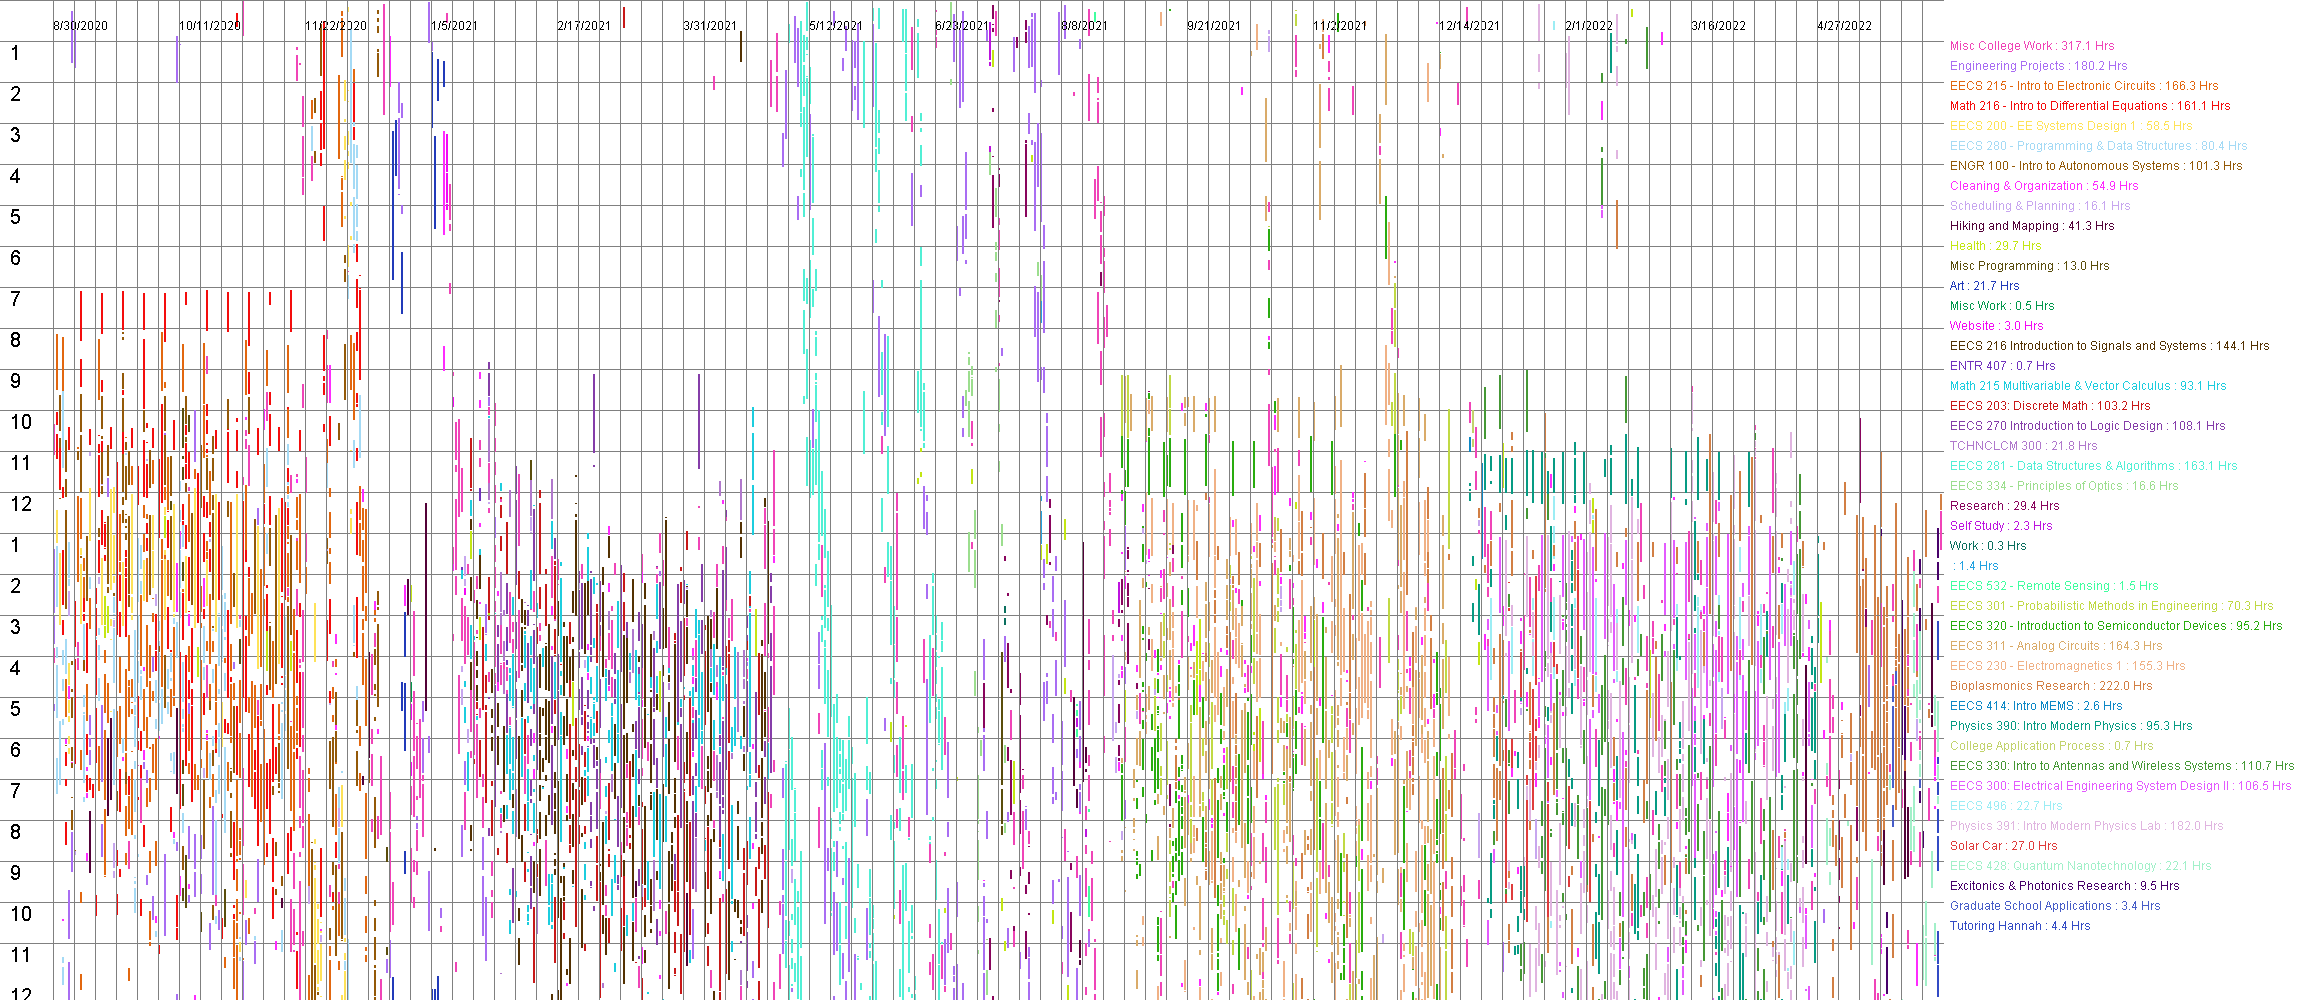 8/30/2020 10/11/2020 11/22/2020 1/5/2021 2/17/2021 3/31/2021 5/12/2021 6/23/2021 8/8/2021 9/21/2021 11/2/2021 12/14/2021 2/1/2022 3/16/2022 4/27/2022
1
2
3
4
5
6
7
8
9
10
11
12
1
2
3
4
5
6
7
8
9
10
11
12
Misc College Work : 317.1 Hrs
Engineering Projects : 180.2 Hrs
EECS 215 - Intro to Electronic Circuits : 166.3 Hrs
Math 216 - Intro to Differential Equations : 161.1 Hrs
EECS 200 - EE Systems Design 1 : 59.5 Hrs
EECS 280 - Programming & Data Structures : 80.4 Hrs
ENGR 100 - Intro to Autonomous Systems : 101.3 Hrs
Cleaning & Organization : 54.9 Hrs
Scheduling & Planning : 16.1 Hrs
Hiking and Mapping : 41.3 Hrs
Health : 29.7 Hrs
Misc Programming : 13.0 Hrs
Art : 21.7 Hrs
Misc Work : 0.5 Hrs
Website : 3.0 Hrs
EECS 216 Introduction to Signals and Systems : 144.1 Hrs
ENTR 407 : 0.7 Hrs
Math 215 Multivariable & Vector Calculus : 93.1 Hrs
EECS 203: Discrete Math : 103.2 Hrs
EECS 270 Introduction to Logic Design : 108.1 Hrs
TCHNCLCM 300 : 21.8 Hrs
EECS 281 - Data Structures & Algorithms : 163.1 Hrs
EECS 334 - Principles of Optics : 16.6 Hrs
Research : 29.4 Hrs
Self Study : 2.3 Hrs
Work : 0.3 Hrs
: 1.4 Hrs
EECS 532 - Remote Sensing : 1.5 Hrs
EECS 301 - Probabilistic Methods in Engineering : 70.3 Hrs
EECS 320 - Introduction to Semiconductor Devices : 95.2 Hrs
EECS 311 - Analog Circuits : 164.3 Hrs
EECS 230 - Electromagnetics 1 : 155.3 Hrs
Bioplasmonics Research : 222.0 Hrs
EECS 414: Intro MEMS : 2.6 Hrs
Physics 390: Intro Modern Physics : 95.3 Hrs
College Application Process : 0.7 Hrs
EECS 330: Intro to Antennas and Wireless Systems : 110.7 Hrs
EECS 300: Electrical Engineering System Design II : 106.5 Hrs
EECS 496 : 22.7 Hrs
Physics 391: Intro Modern Physics Lab : 182.0 Hrs
Solar Car : 27.0 Hrs
EECS 428: Quantum Nanotechnology : 22.1 Hrs
Excitonics & Photonics Research : 9.5 Hrs
Graduate School Applications : 3.4 Hrs
Tutoring Hannah : 4.4 Hrs